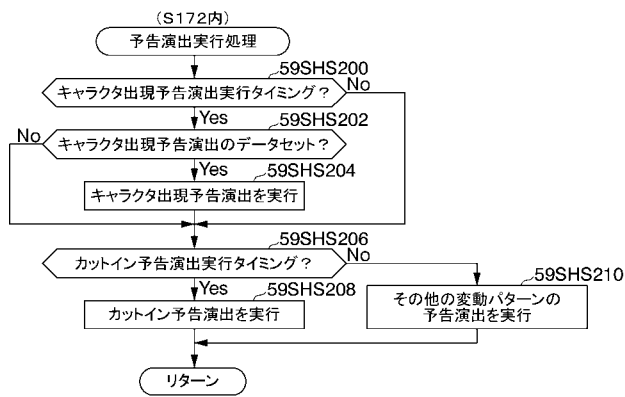 (S172内)
予告演出実行処理
59SHS200
キャラクタ出現予告演出実行タイミング？
No
Yes
59SHS202
No
キャラクタ出現予告演出のデータセット？
Yes
59SHS204
キャラクタ出現予告演出を実行
59SHS206
カットイン予告演出実行タイミング？
No
Yes
59SHS208
59SHS210
カットイン予告演出を実行
その他の変動パターンの
予告演出を実行
リターン